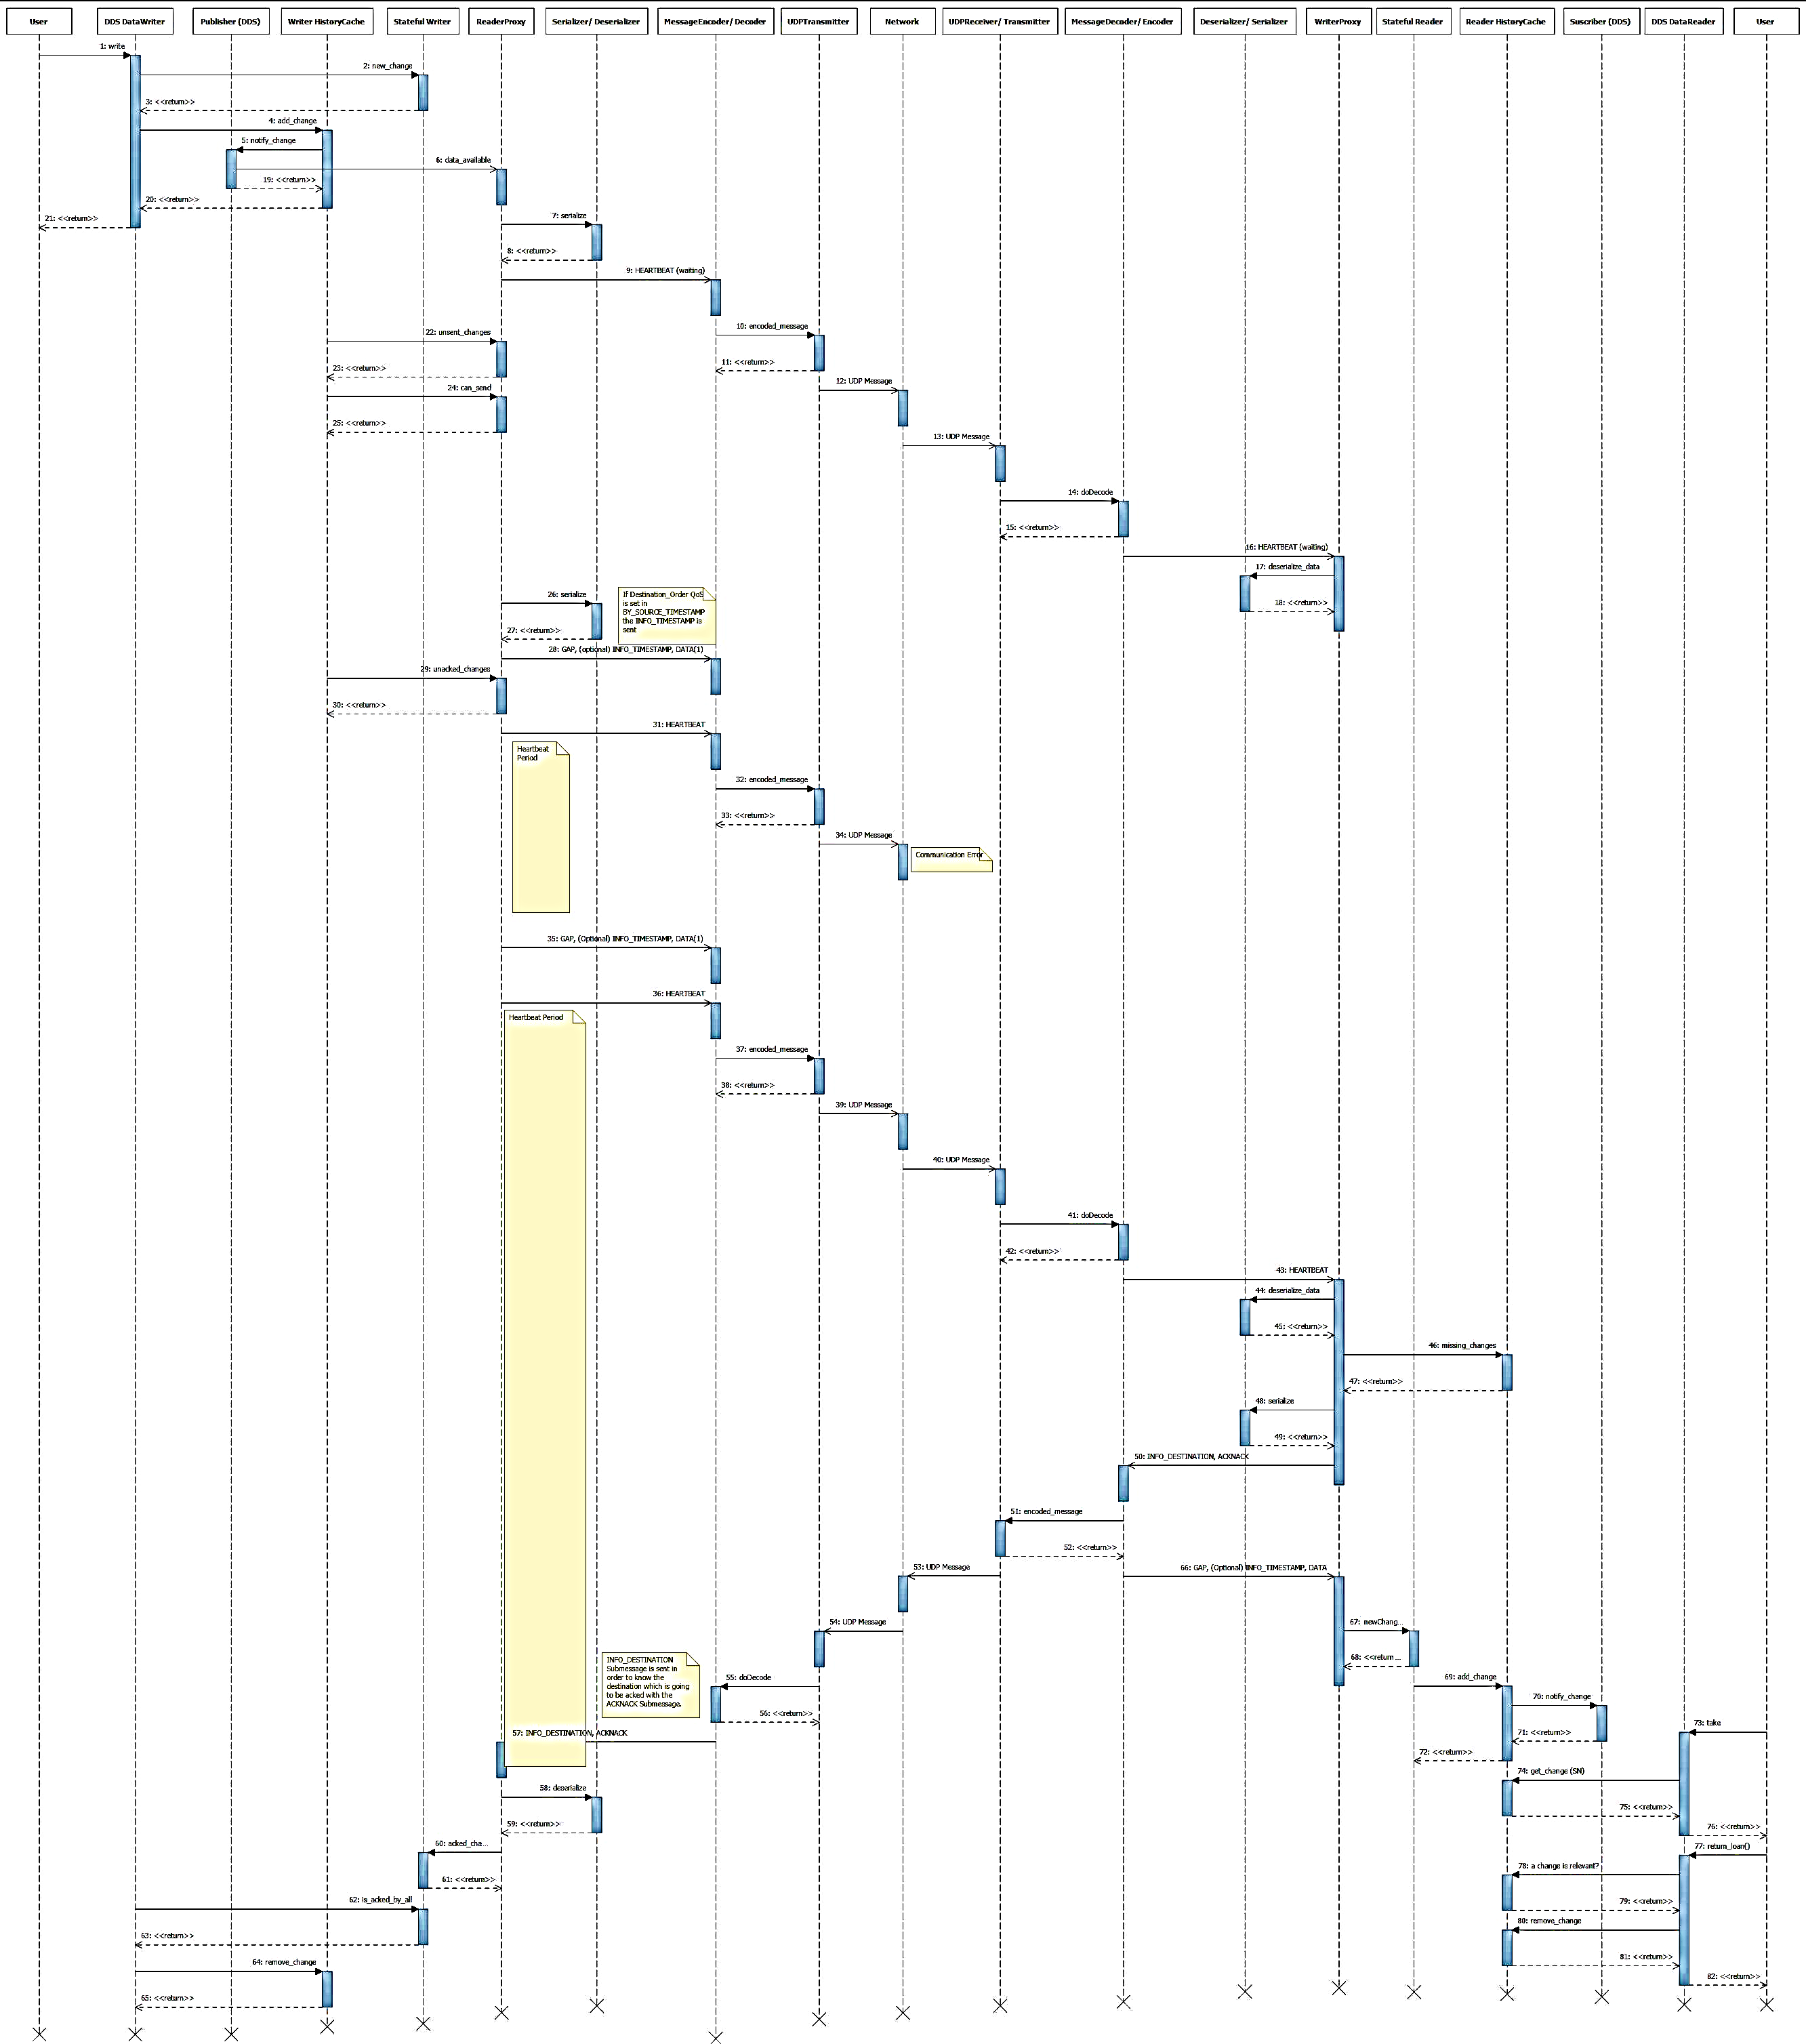 User
DDS DataWriter
Publisher (DDS)
Writer HistoryCache
Stateful Writer
ReaderProxy
Serializer/ Deserializer
MessageEncoder/ Decoder
UDPTransmitter
Network
UDPReceiver/ Transmitter
MessageDecoder/ Encoder
Deserializer/ Serializer
WriterProxy
Stateful Reader
Reader HistoryCache
Suscriber (DDS)
DDS DataReader
User
1: write
2: new_change
3: <<return>>
4: add_change
5: notify_change
6: data_available
19: <<return>>
20: <<return>>
21: <<return>>
7: serialize
8: <<return>>
9: HEARTBEAT (waiting)
10: encoded_message
22: unsent_changes
11: <<return>>
23: <<return>>
12: UDP Message
24: can_send
25: <<return>>
13: UDP Message
14: doDecode
15: <<return>>
16: HEARTBEAT (waiting)
17: deserialize_data
18: <<return>>
26: serialize
If Destination_Order QoS
is set in
BY_SOURCE_TIMESTAMP
the INFO_TIMESTAMP is
sent
27: <<return>>
28: GAP, (optional) INFO_TIMESTAMP, DATA(1)
29: unacked_changes
30: <<return>>
31: HEARTBEAT
Heartbeat
Period
32: encoded_message
33: <<return>>
34: UDP Message
Communication Error
35: GAP, (Optional) INFO_TIMESTAMP, DATA(1)
36: HEARTBEAT
Heartbeat Period
37: encoded_message
38: <<return>>
39: UDP Message
40: UDP Message
41: doDecode
42: <<return>>
43: HEARTBEAT
44: deserialize_data
45: <<return>>
46: missing_changes
47: <<return>>
48: serialize
49: <<return>>
50: INFO_DESTINATION, ACKNACK
51: encoded_message
52: <<return>>
53: UDP Message
66: GAP, (Optional) INFO_TIMESTAMP, DATA
54: UDP Message
67: newChang...
68: <<return ...
INFO_DESTINATION
Submessage is sent in
order to know the
destination which is going
to be acked with the
ACKNACK Submessage.
55: doDecode
69: add_change
70: notify_change
56: <<return>>
73: take
57: INFO_DESTINATION, ACKNACK
71: <<return>>
72: <<return>>
74: get_change (SN)
58: deserialize
75: <<return>>
59: <<return>>
76: <<return>>
60: acked_cha...
77: return_loan()
78: a change is relevant?
61: <<return>>
62: is_acked_by_all
79: <<return>>
80: remove_change
63: <<return>>
81: <<return>>
64: remove_change
82: <<return>>
65: <<return>>